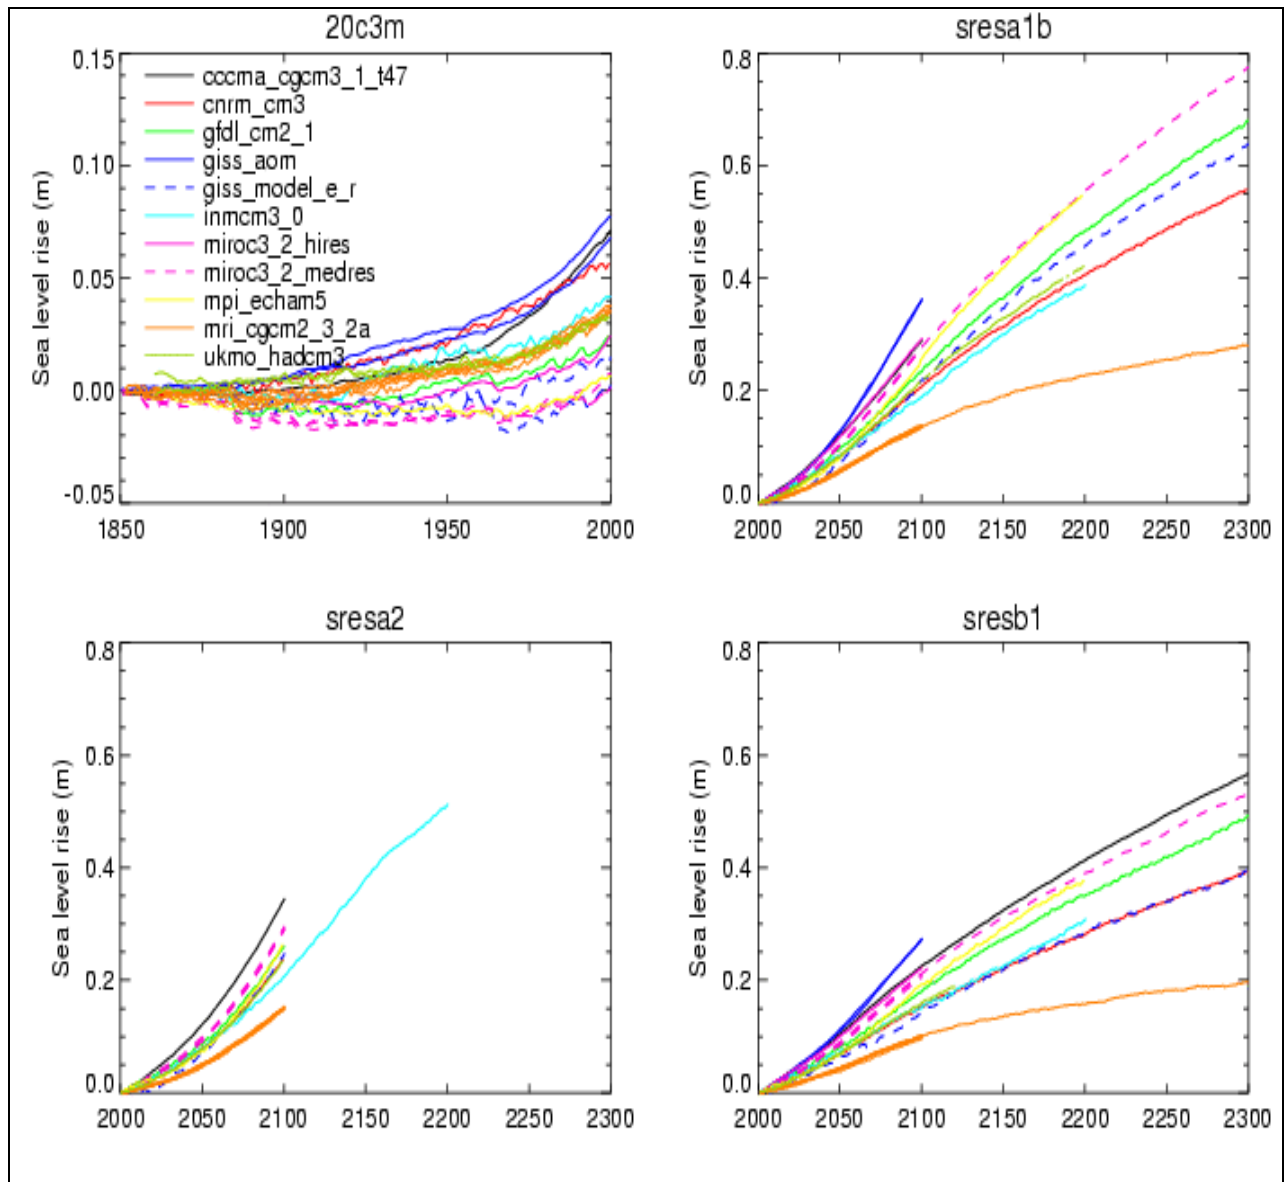 20c3m
0.15
0.10
0.05
0.00
-0.05
Sea level rise (m)
cccma_cgcm3_1_t47
cnrm_cm3
gfdl_cm2_1
giss_aom
giss_model_e_r
inmcm3_0
miroc3_2_hires
miroc3_2_medres
mpi_echam5
mri_cgcm2_3_2a
ukmo_hadcm3
1850 1900 1950 2000
sresa1b
0.8
0.6
0.4
0.2
0.0
Sea level rise (m)
2000 2050 2100 2150 2200 2250 2300
sresa2
0.8
0.6
0.4
0.2
0.0
Sea level rise (m)
2000 2050 2100 2150 2200 2250 2300
sresb1
0.8
0.6
0.4
0.2
0.0
Sea level rise (m)
2000 2050 2100 2150 2200 2250 2300